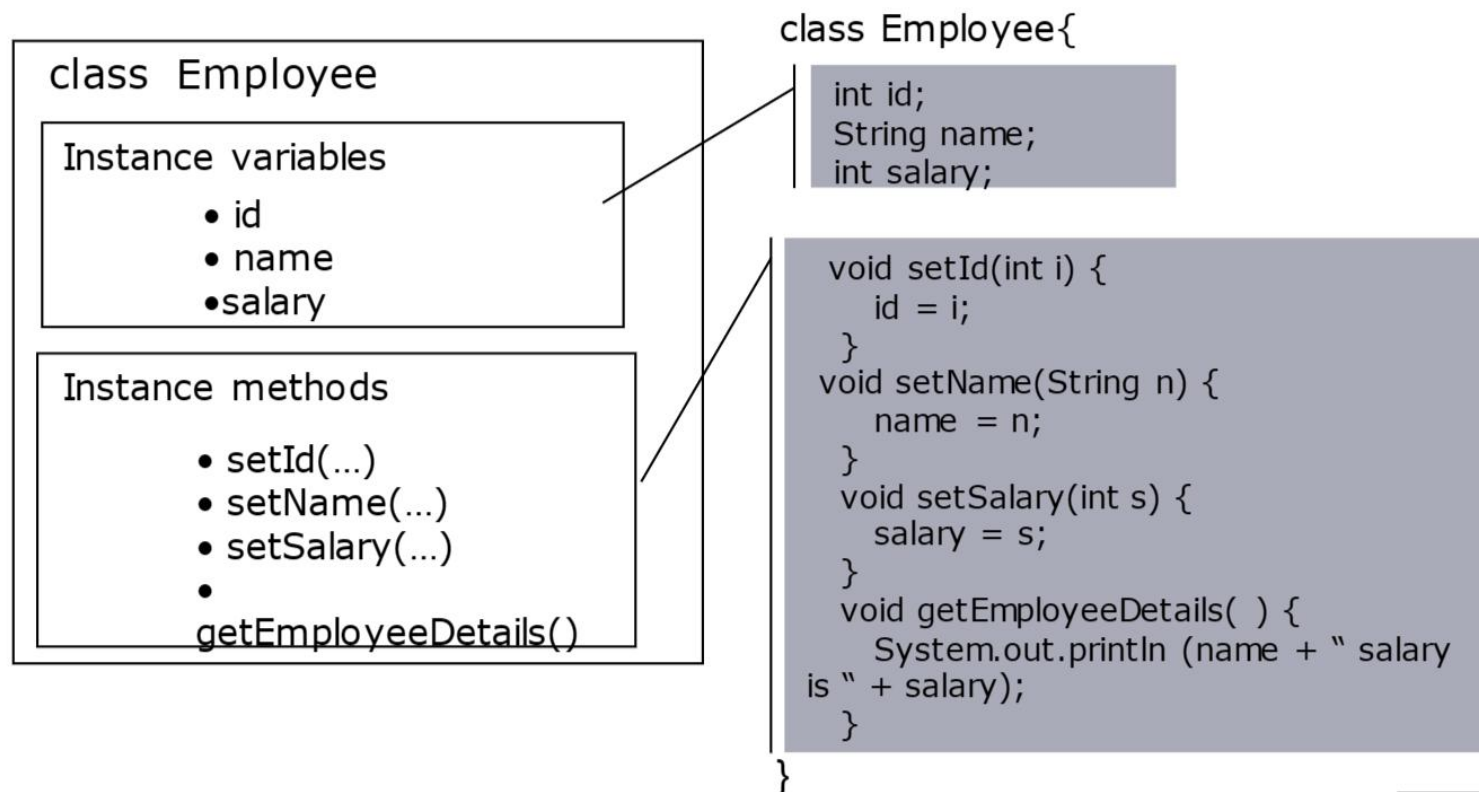 class Employee
Instance variables
• id
• name
•salary
Instance methods
• setId(...)
• setName(...)
• setSalary(...)
•
getEmployeeDetails()
class Employee{
int id;
String name;
int salary;
void setId(int i) {
id = i;
}
void setName(String n) {
name = n;
}
void setSalary(int s) {
salary = s;
}
void getEmployeeDetails( ) {
System.out.println (name + “ salary
is “ + salary);
}
}